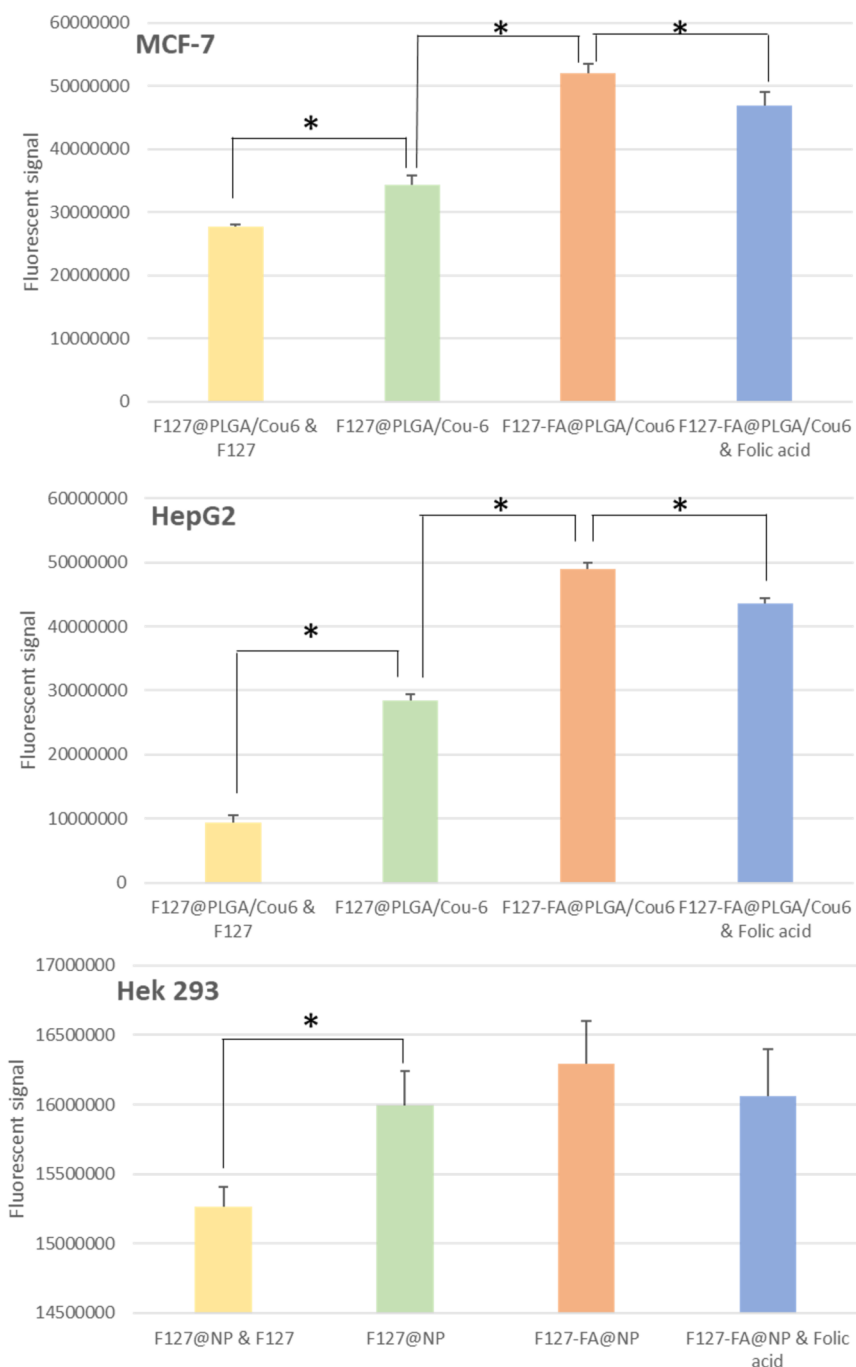 MCF-7
Fluorescent signal
60000000
50000000
40000000
30000000
20000000
10000000
0
*
*
*
F127@PLGA/Cou6 &
F127
F127@PLGA/Cou-6
F127-FA@PLGA/Cou6
F127-FA@PLGA/Cou6
& Folic acid
HepG2
Fluorescent signal
60000000
50000000
40000000
30000000
20000000
10000000
0
*
*
*
F127@PLGA/Cou6 &
F127
F127@PLGA/Cou-6
F127-FA@PLGA/Cou6
F127-FA@PLGA/Cou6
& Folic acid
Hek 293
Fluorescent signal
17000000
16500000
16000000
15500000
15000000
14500000
*
F127@NP & F127
F127@NP
F127-FA@NP
F127-FA@NP & Folic
acid